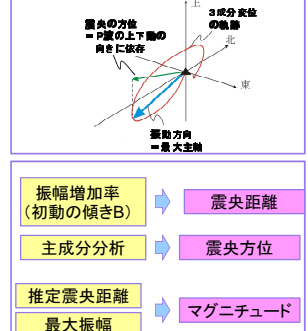 上
3成分変位
の軌跡
北
震央の方位
=P波の上下動の
向きに依存
東
振動方向
=最大主軸
振幅増加率
(初動の傾きB)
震央距離
主成分分析
震央方位
推定震央距離
マグニチュード
最大振幅